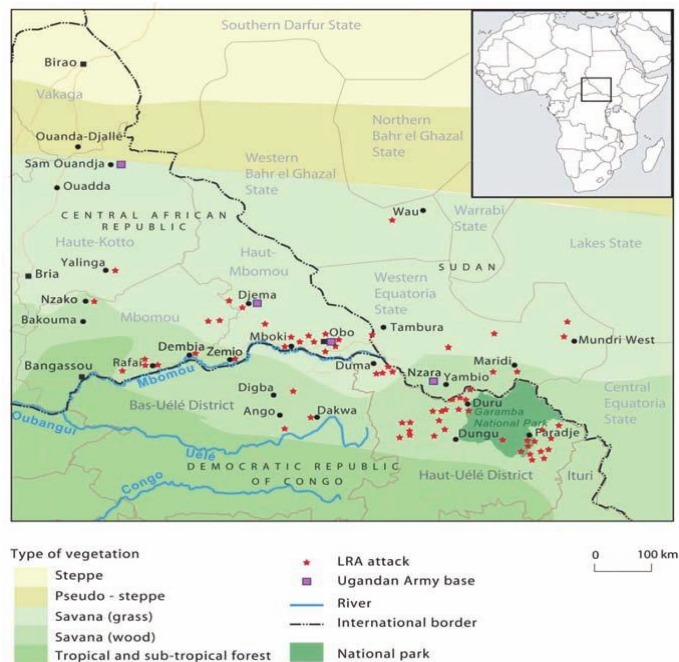 Southern Darfur State
Birao
Vakaga
Ouanda-Djallé
Northern
Bahr el Ghazal
State
Sam Ouandja
Western
Bahr el Ghazal
State
Ouadda
Wau
Warrabi
State
CENTRAL AFRICAN
REPUBLIC
Haute-Kotto
Haut-
Mbomou
Lakes State
SUDAN
Yalinga
Bria
Western
Equatoria
State
Nzako
Djema
Mbomou
Bakouma
Obo
Tambura
Mboki
Mundri West
Dembia
Zemio
Rafai
Bangassou
Mbomou
Duma
Maridi
Nzara
Yambio
Central
Equatoria
State
Digba
Bas-Uélé District
Ango
Dakwa
Duru
Garamba
National Park
Oubangui
Uélé
Dungu
Paradje
DEMOCRATIC REPUBLIC
OF CONGO
Congo
Haut-Uélé District
Ituri
Type of vegetation
Steppe
Pseudo - steppe
Savana (grass)
Savana (wood)
Tropical and sub-tropical forest
LRA attack
Ugandan Army base
River
International border
National park
0 100 km